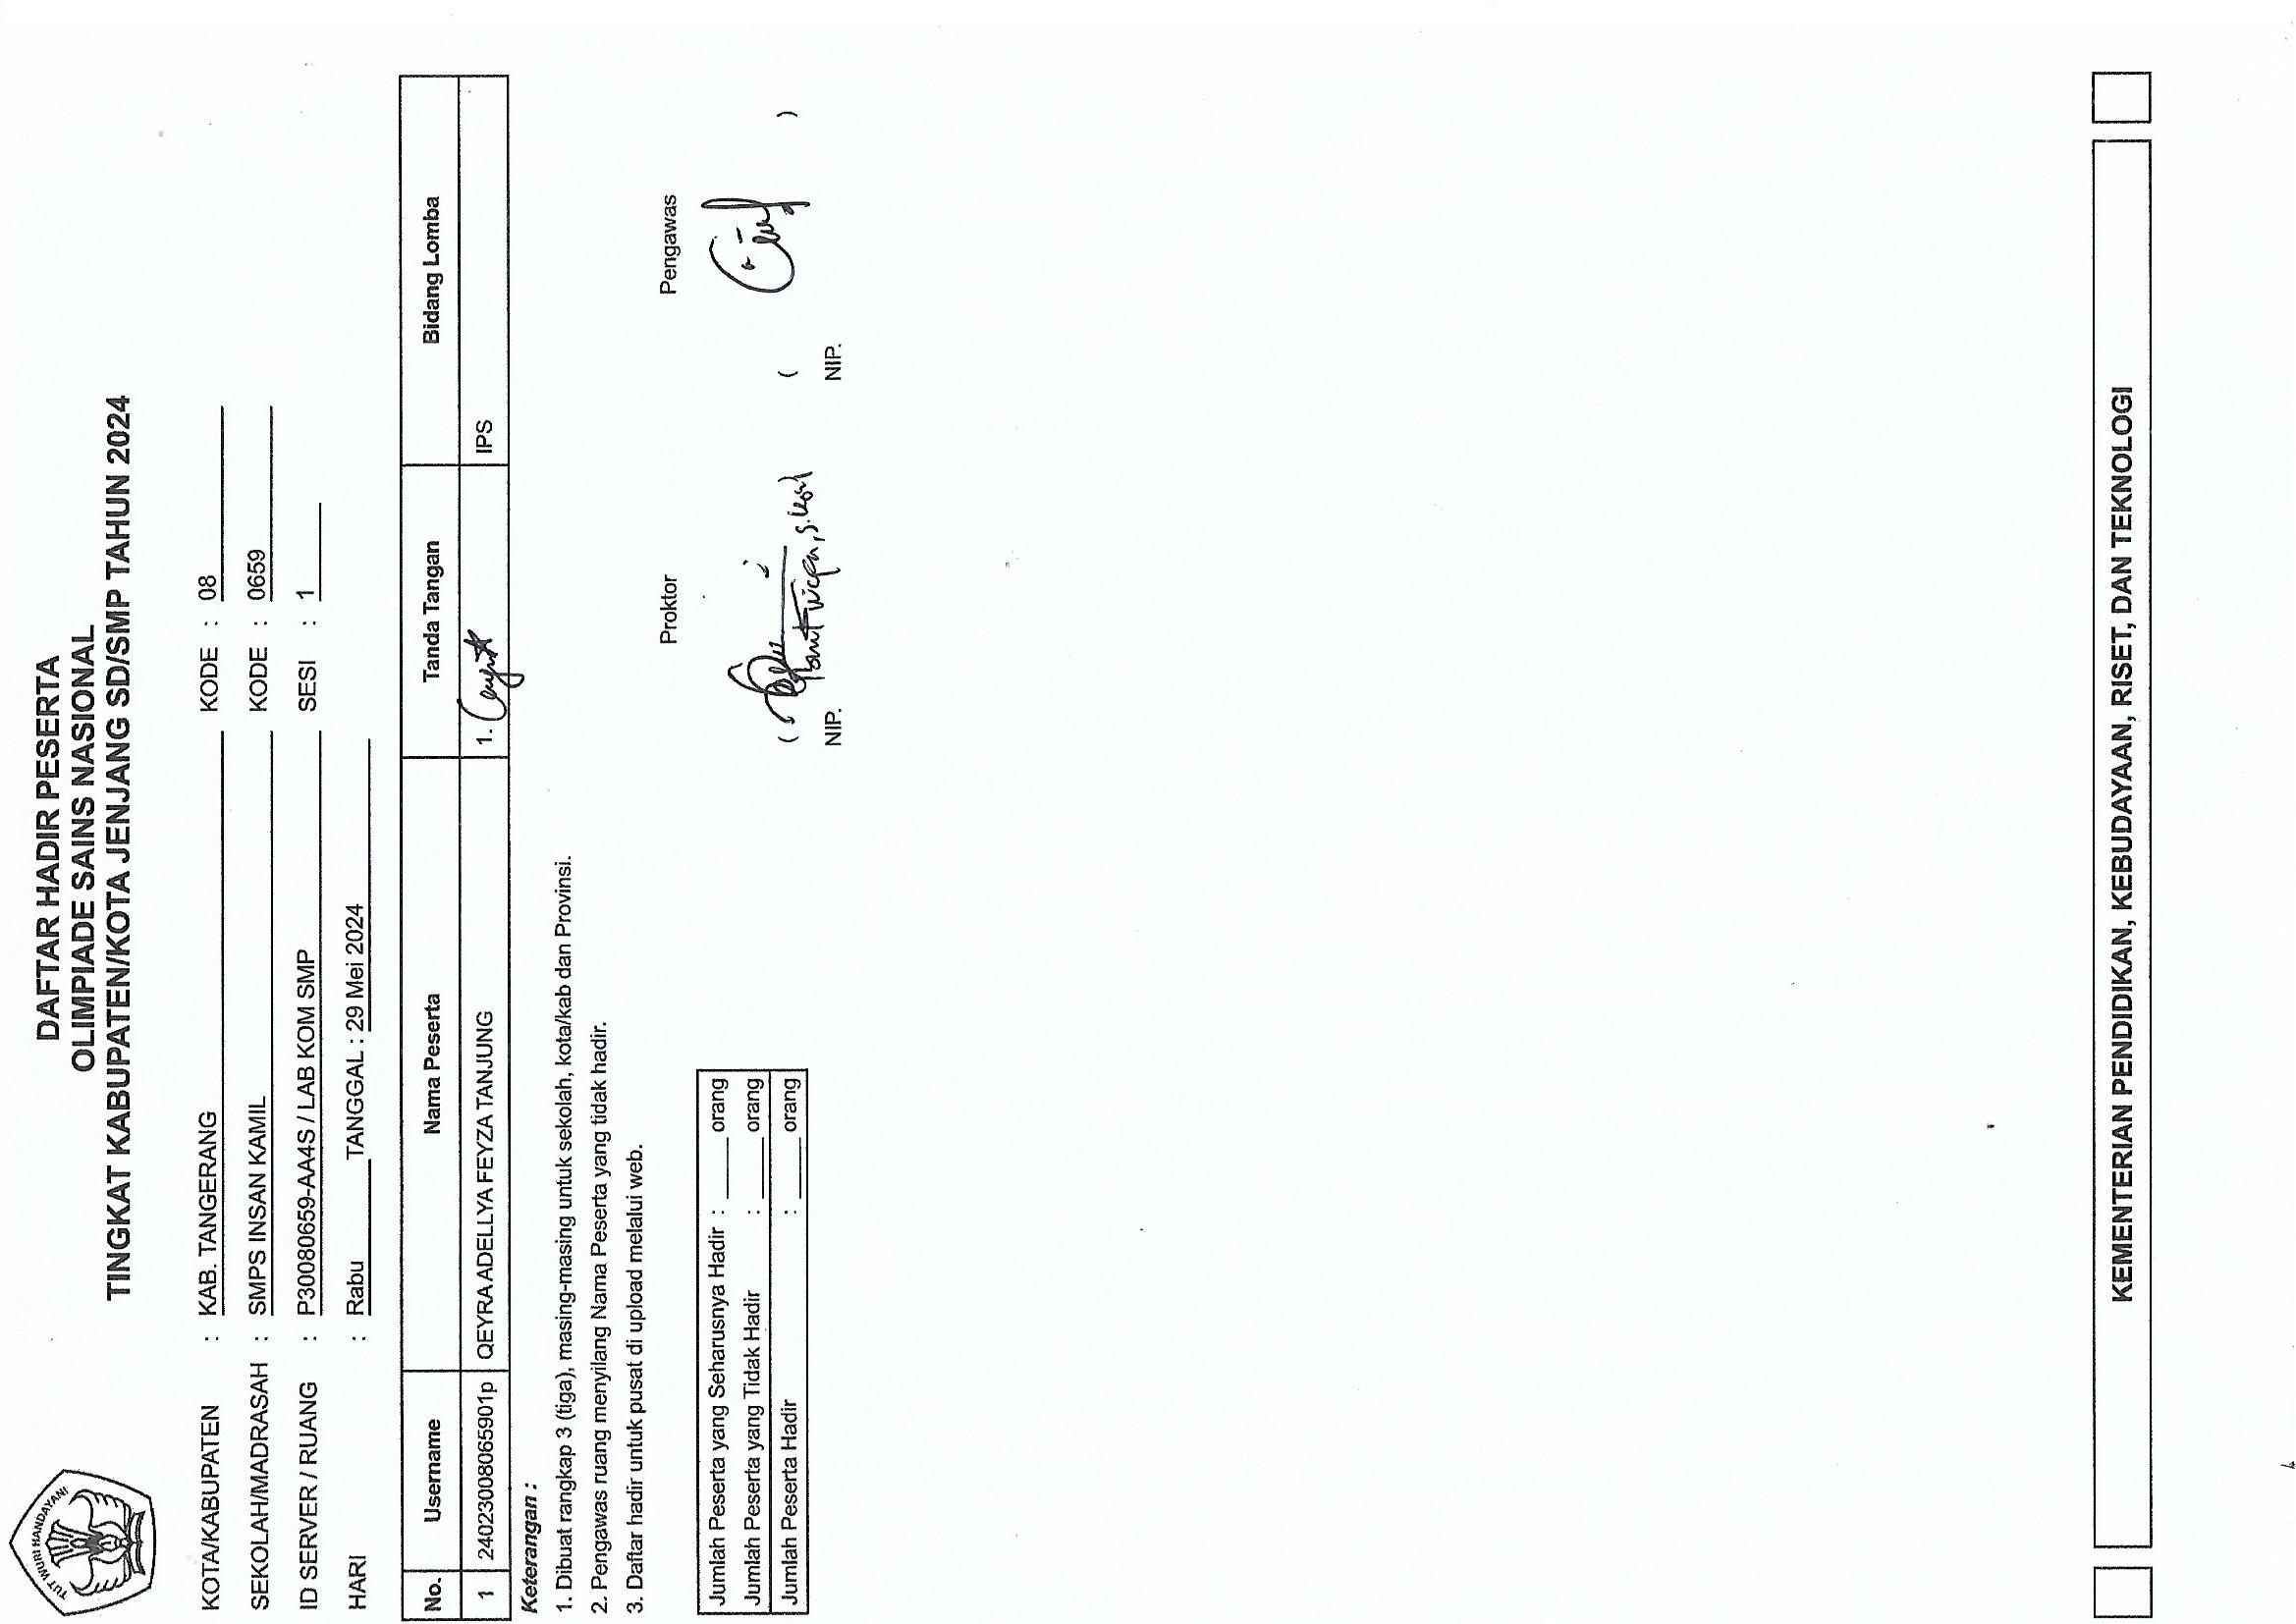 TUT WURI HANDAYANI
DAFTAR HADIR PESERTA
OLIMPIADE SAINS NASIONAL
TINGKAT KABUPATEN/KOTA JENJANG SD/SMP TAHUN 2024
KOTA/KABUPATEN : KAB. TANGERANG KODE : 08
SEKOLAH/MADRASAH : SMPS INSAN KAMIL KODE : 0659
ID SERVER / RUANG : P30080659-AA4S / LAB KOM SMP SESI : 1
HARI : Rabu TANGGAL : 29 Mei 2024
No. Username Nama Peserta Tanda Tangan Bidang Lomba
1 24023008065901p QEYRA ADELLYA FEYZA TANJUNG 1. IPS
Keterangan :
1. Dibuat rangkap 3 (tiga), masing-masing untuk sekolah, kota/kab dan Provinsi.
2. Pengawas ruang menyilang Nama Peserta yang tidak hadir.
3. Daftar hadir untuk pusat di upload melalui web.
Proktor Pengawas
Jumlah Peserta yang Seharusnya Hadir : _____ orang
Jumlah Peserta yang Tidak Hadir : _____ orang
Jumlah Peserta Hadir : _____ orang
( ) ( )
NIP. NIP.
KEMENTERIAN PENDIDIKAN, KEBUDAYAAN, RISET, DAN TEKNOLOGI